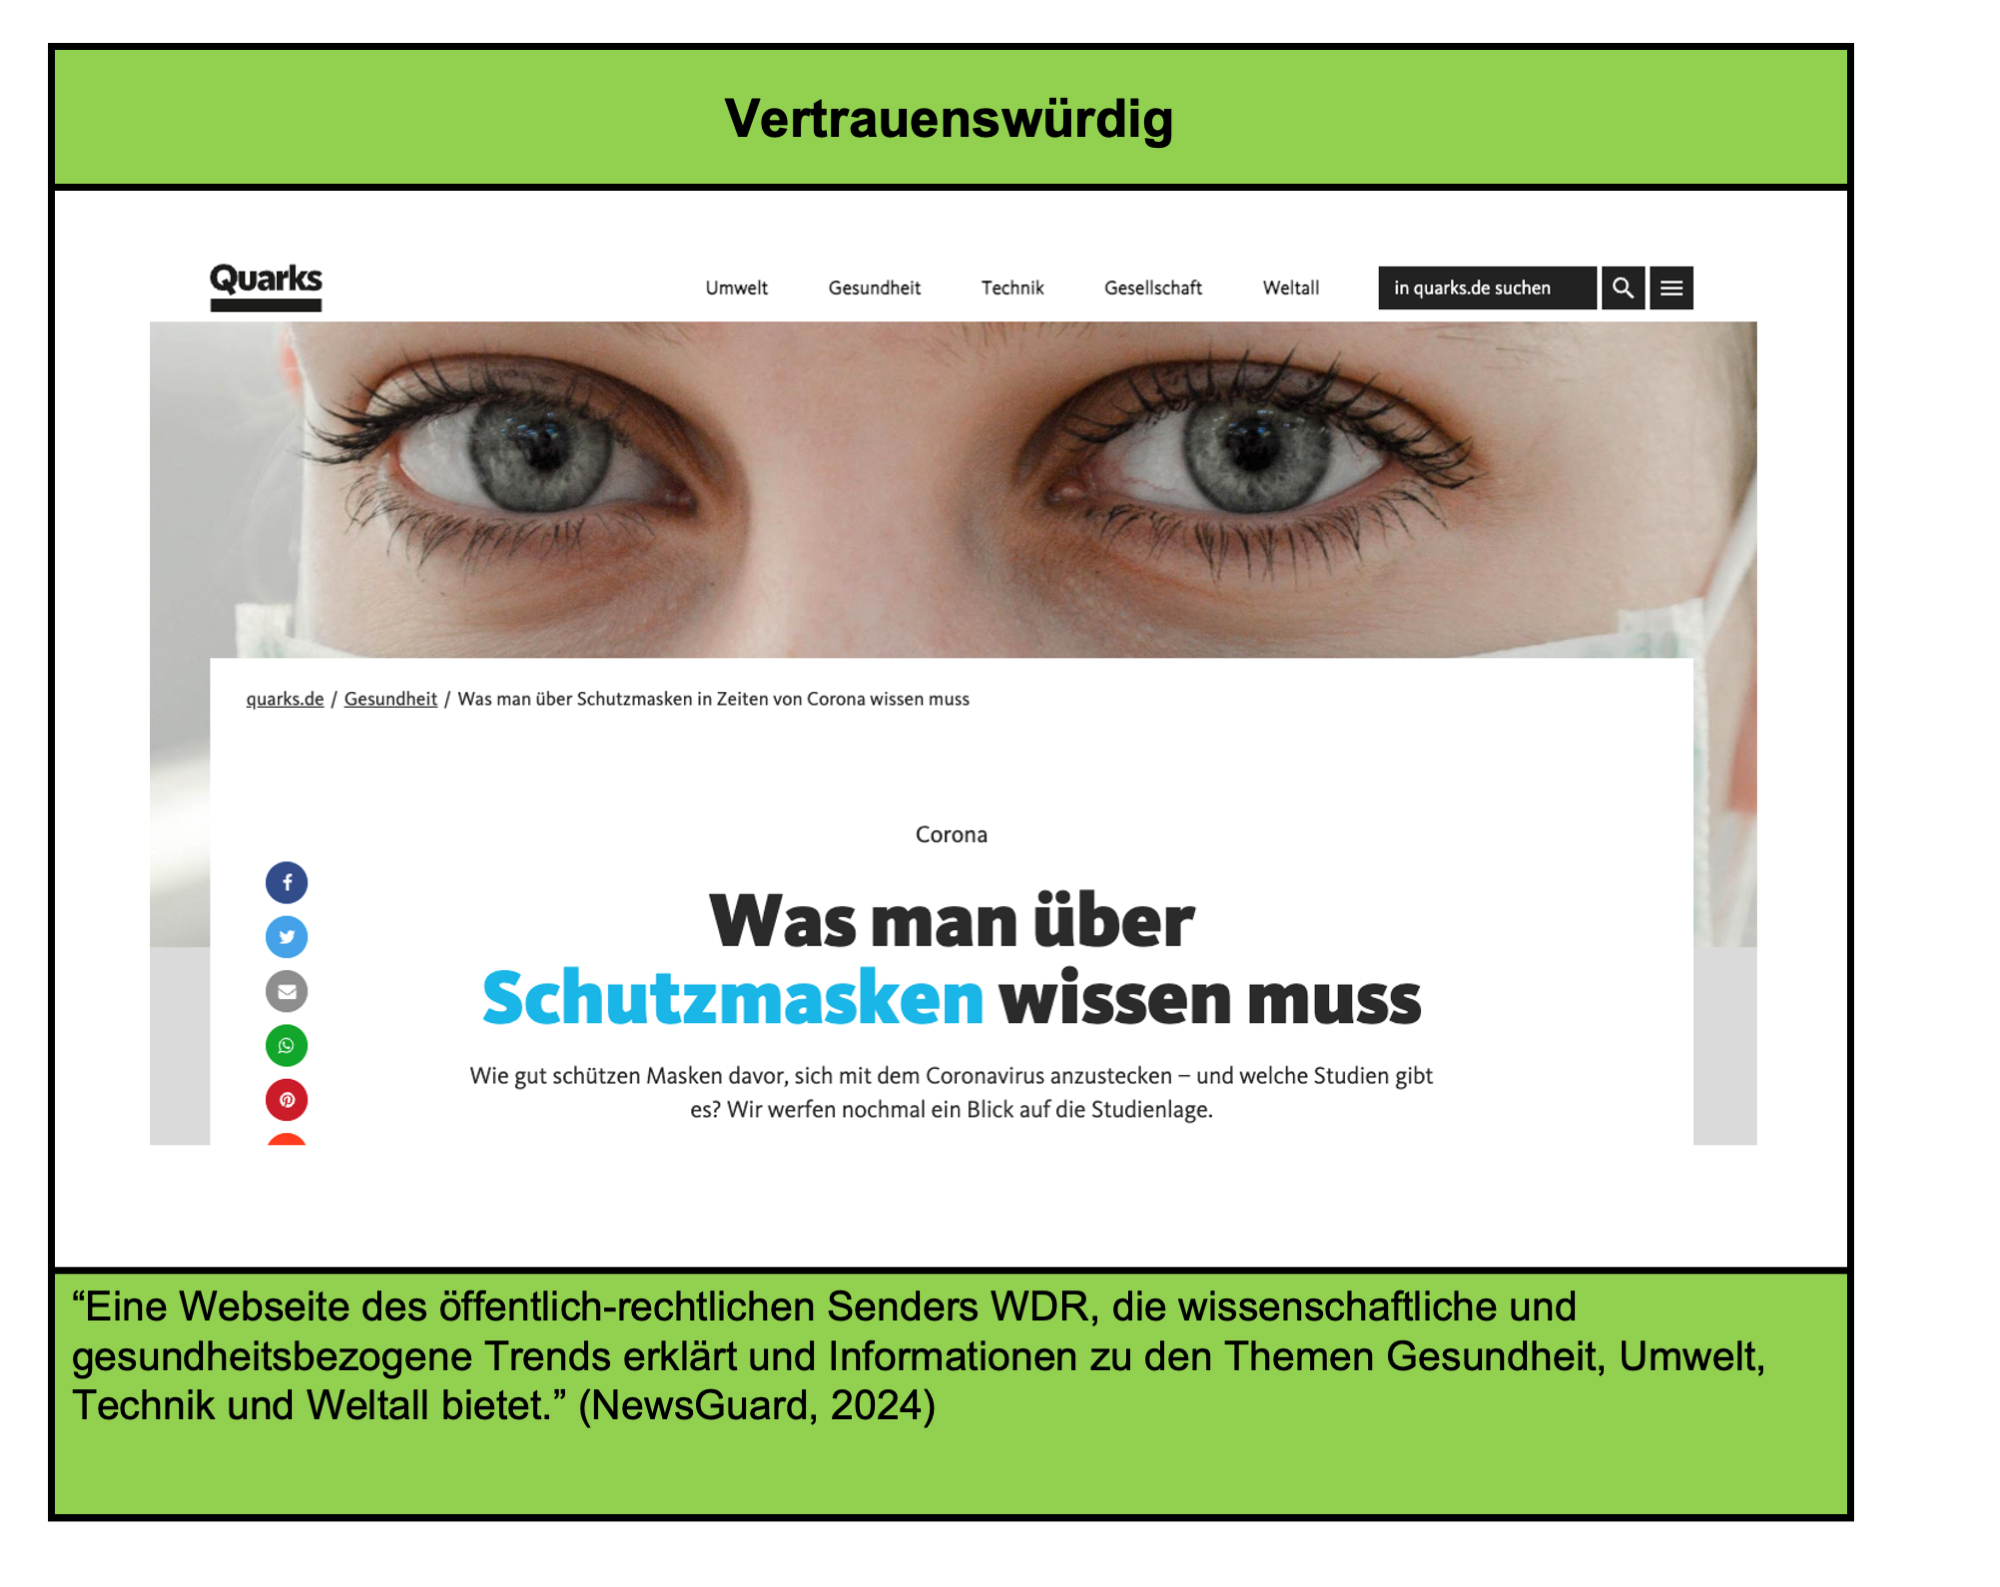 Vertrauenswürdig
Quarks
Umwelt Gesundheit Technik Gesellschaft Weltall in quarks.de suchen
quarks.de / Gesundheit / Was man über Schutzmasken in Zeiten von Corona wissen muss
Corona
Was man über
Schutzmasken wissen muss
Wie gut schützen Masken davor, sich mit dem Coronavirus anzustecken – und welche Studien gibt
es? Wir werfen nochmal ein Blick auf die Studienlage.
“Eine Webseite des öffentlich-rechtlichen Senders WDR, die wissenschaftliche und
gesundheitsbezogene Trends erklärt und Informationen zu den Themen Gesundheit, Umwelt,
Technik und Weltall bietet.” (NewsGuard, 2024)